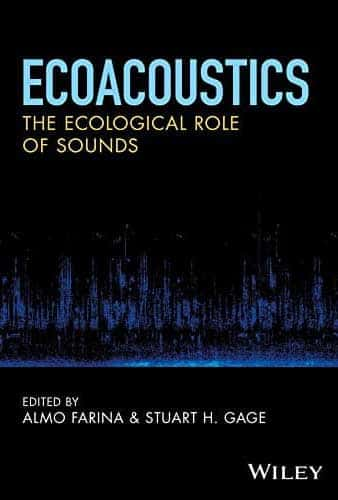 ECOACOUSTICS
THE ECOLOGICAL ROLE
OF SOUNDS
EDITED BY
ALMO FARINA & STUART H. GAGE
WILEY